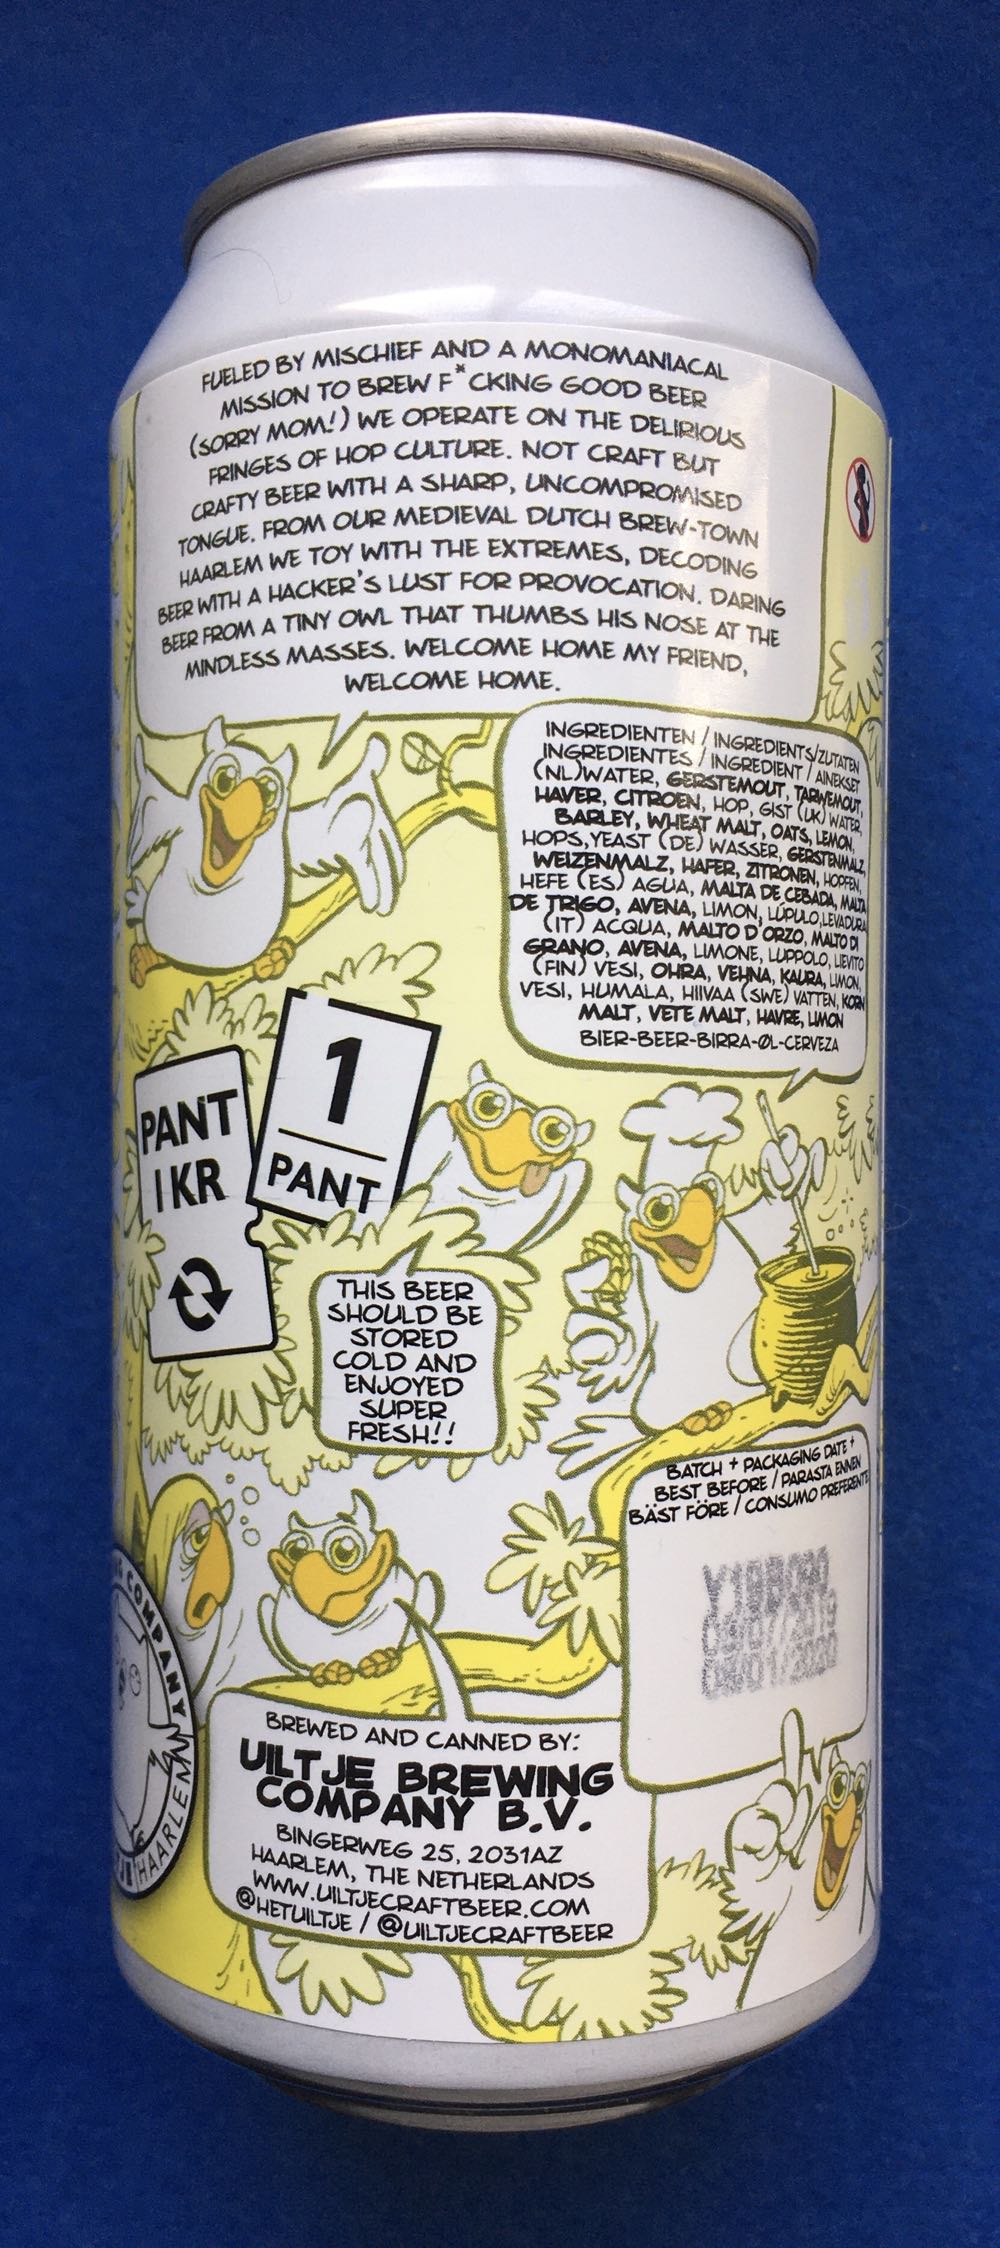 FUELED BY MISCHIEF AND A MONOMANIACAL
MISSION TO BREW F*CKING GOOD BEER
(SORRY MOM!) WE OPERATE ON THE DELIRIOUS
FRINGES OF HOP CULTURE. NOT CRAFT BUT
CRAFTY BEER WITH A SHARP, UNCOMPROMISED
TONGUE. FROM OUR MEDIEVAL DUTCH BREW-TOWN
HAARLEM WE TOY WITH THE EXTREMES, DECODING
BEER WITH A HACKER'S LUST FOR PROVOCATION. DARING
BEER FROM A TINY OWL THAT THUMBS HIS NOSE AT THE
MINDLESS MASSES. WELCOME HOME MY FRIEND,
WELCOME HOME.
INGREDIENTEN / INGREDIENTS/ZUTATEN
INGREDIENTES / INGREDIENT / AINEKSET
(NL)WATER, GERSTEMOUT, TARWEMOUT,
HAVER, CITROEN, HOP, GIST (UK) WATER,
BARLEY, WHEAT MALT, OATS, LEMON,
HOPS,YEAST (DE) WASSER, GERSTENMALZ,
WEIZENMALZ, HAFER, ZITRONEN, HOPFEN,
HEFE (ES) AGUA, MALTA DE CEBADA, MALTA
DE TRIGO, AVENA, LIMON, LÚPULO,LEVADURA
(IT) ACQUA, MALTO D'ORZO, MALTO DI
GRANO, AVENA, LIMONE, LUPPOLO, LIEVITO
(FIN) VESI, OHRA, VEHNA, KAURA, LIMON,
VESI, HUMALA, HIIVAA (SWE) VATTEN, KORN
MALT, VETE MALT, HAVRE, LIMON
BIER-BEER-BIRRA-ØL-CERVEZA
1
PANT
PANT
1 KR
THIS BEER
SHOULD BE
STORED
COLD AND
ENJOYED
SUPER
FRESH!!
BATCH + PACKAGING DATE +
BEST BEFORE / PARASTA ENNEN
BÄST FÖRE / CONSUMO PREFERENTE
09/07/2019
09/01/2020
COMPANY
HAARLEM
BREWED AND CANNED BY:
UILTJE BREWING
COMPANY B.V.
BINGERWEG 25, 2031AZ
HAARLEM, THE NETHERLANDS
WWW.UILTJECRAFTBEER.COM
@HETUILTJE / @UILTJECRAFTBEER